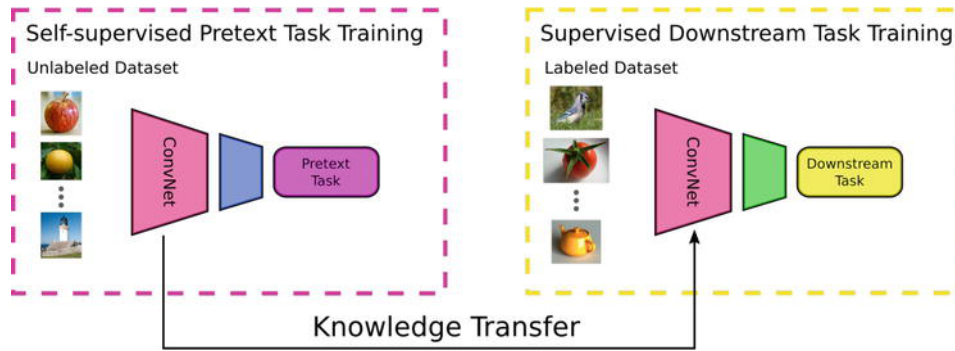 Self-supervised Pretext Task Training
Unlabeled Dataset
ConvNet
Pretext
Task
Supervised Downstream Task Training
Labeled Dataset
ConvNet
Downstream
Task
Knowledge Transfer